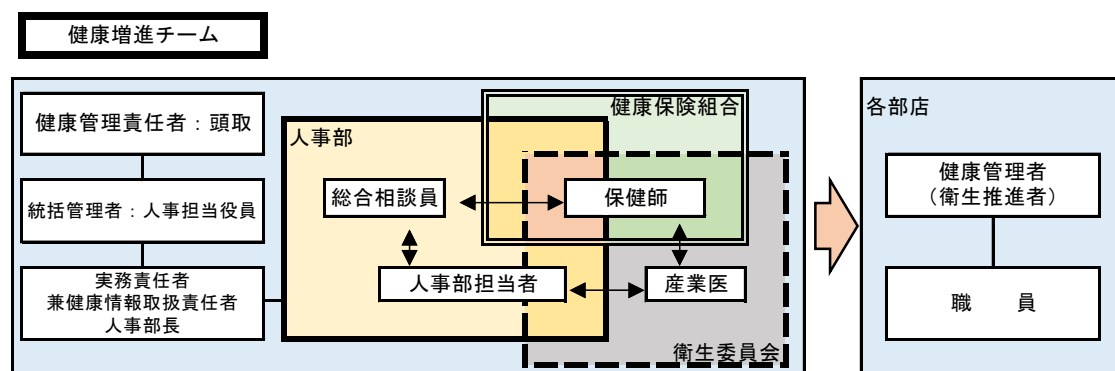 健康増進チーム
健康管理責任者：頭取
統括管理者：人事担当役員
実務責任者
兼健康情報取扱責任者
人事部長
人事部
健康保険組合
総合相談員
保健師
人事部担当者
産業医
衛生委員会
各部店
健康管理者
（衛生推進者）
職　　員